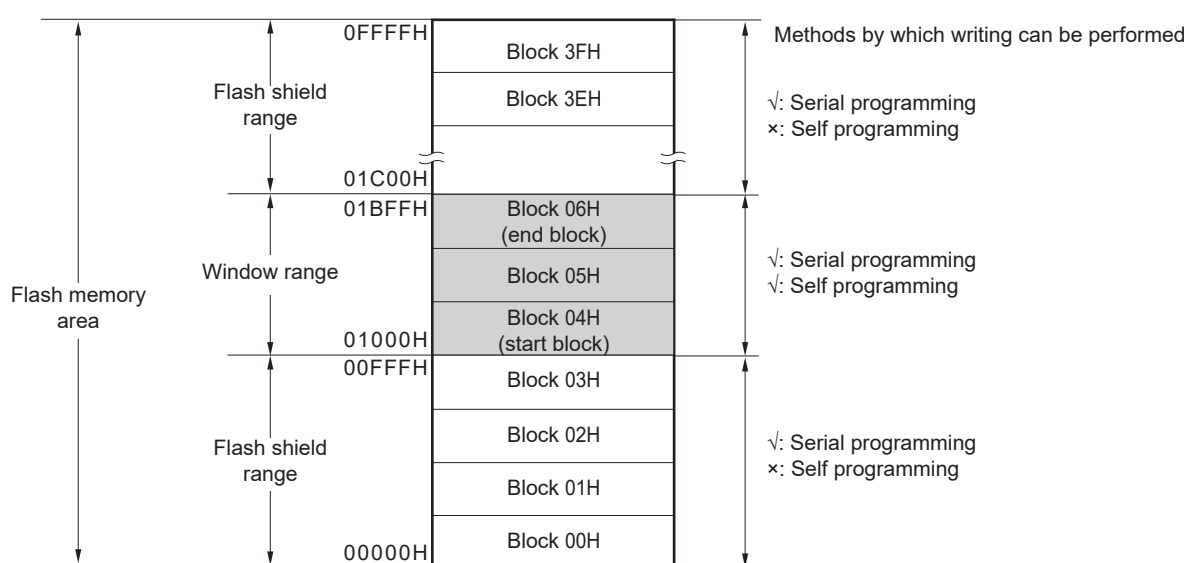 0FFFFH
Methods by which writing can be performed
Block 3FH
Flash shield
range
Block 3EH
√: Serial programming
×: Self programming
01C00H
01BFFH
Block 06H
(end block)
Window range
Block 05H
√: Serial programming
√: Self programming
Flash memory
area
Block 04H
(start block)
01000H
00FFFH
Block 03H
Flash shield
range
Block 02H
√: Serial programming
×: Self programming
Block 01H
Block 00H
00000H